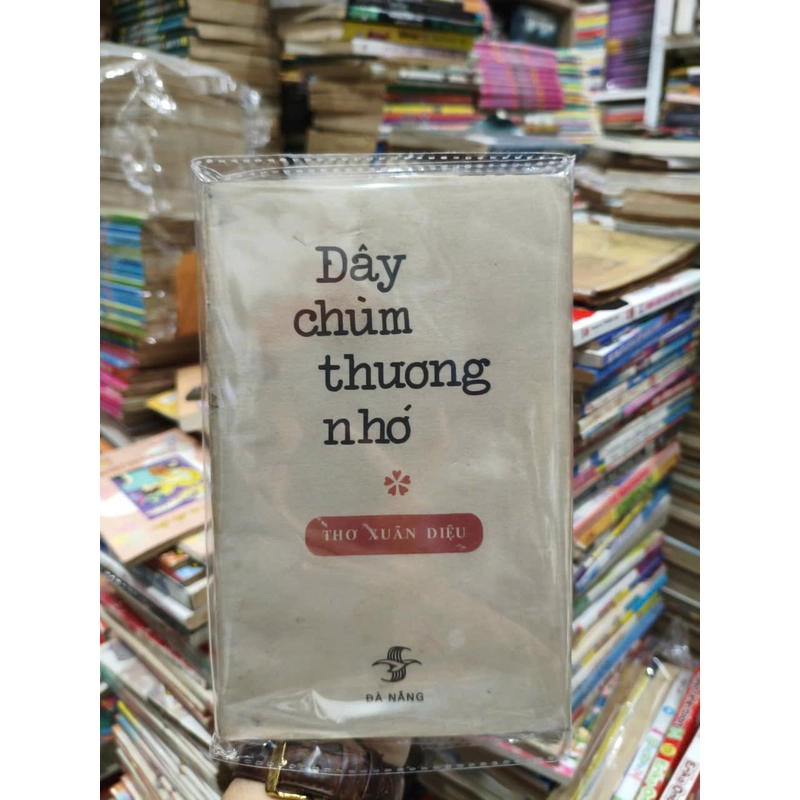 Đây
chùm
thương
nhớ
THƠ XUÂN DIỆU
ĐÀ NẴNG